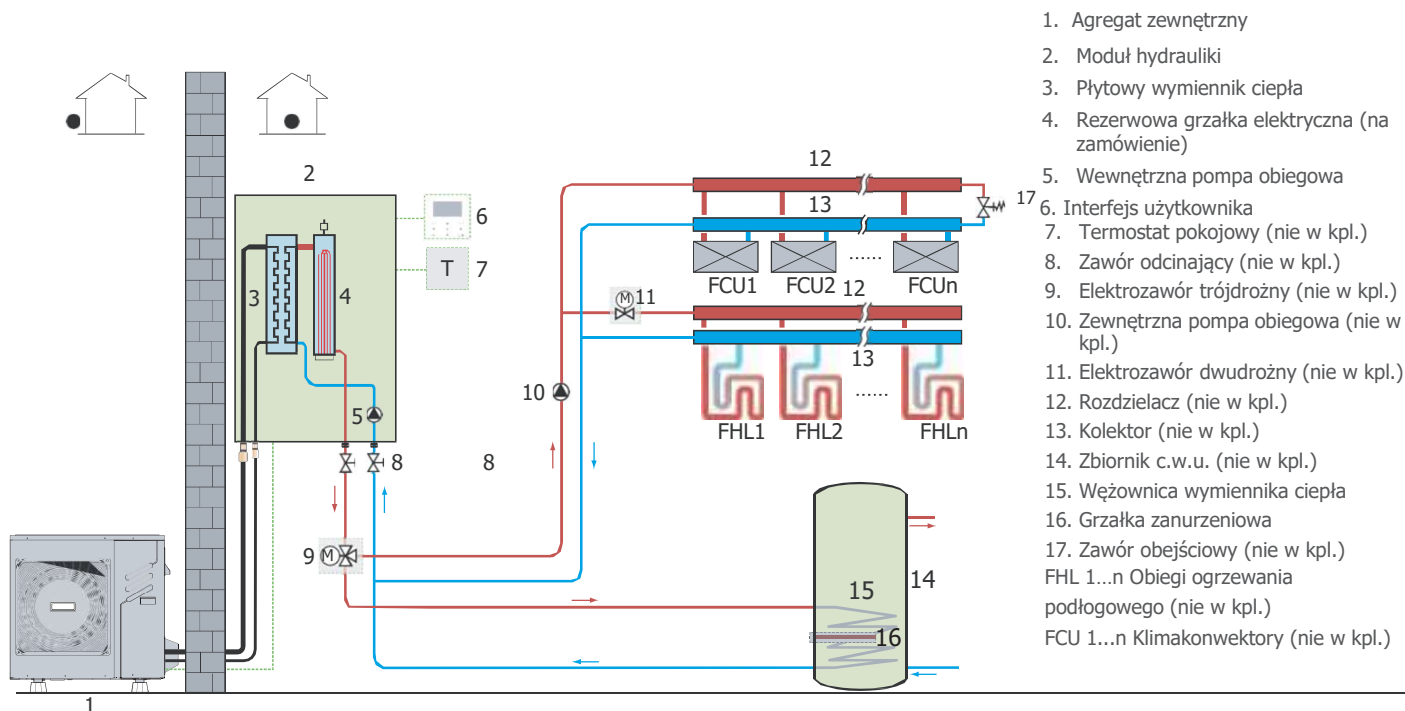 2
6
7
T
3
4
5
8
8
9
M
10
11
M
12
13
17
FCU1
FCU2
......
FCUn
12
13
FHL1
FHL2
......
FHLn
14
15
16
1
1. Agregat zewnętrzny
2. Moduł hydrauliki
3. Płytowy wymiennik ciepła
4. Rezerwowa grzałka elektryczna (na
zamówienie)
5. Wewnętrzna pompa obiegowa
6. Interfejs użytkownika
7. Termostat pokojowy (nie w kpl.)
8. Zawór odcinający (nie w kpl.)
9. Elektrozawór trójdrożny (nie w kpl.)
10. Zewnętrzna pompa obiegowa (nie w
kpl.)
11. Elektrozawór dwudrożny (nie w kpl.)
12. Rozdzielacz (nie w kpl.)
13. Kolektor (nie w kpl.)
14. Zbiornik c.w.u. (nie w kpl.)
15. Wężownica wymiennika ciepła
16. Grzałka zanurzeniowa
17. Zawór obejściowy (nie w kpl.)
FHL 1...n Obiegi ogrzewania
podłogowego (nie w kpl.)
FCU 1...n Klimakonwektory (nie w kpl.)